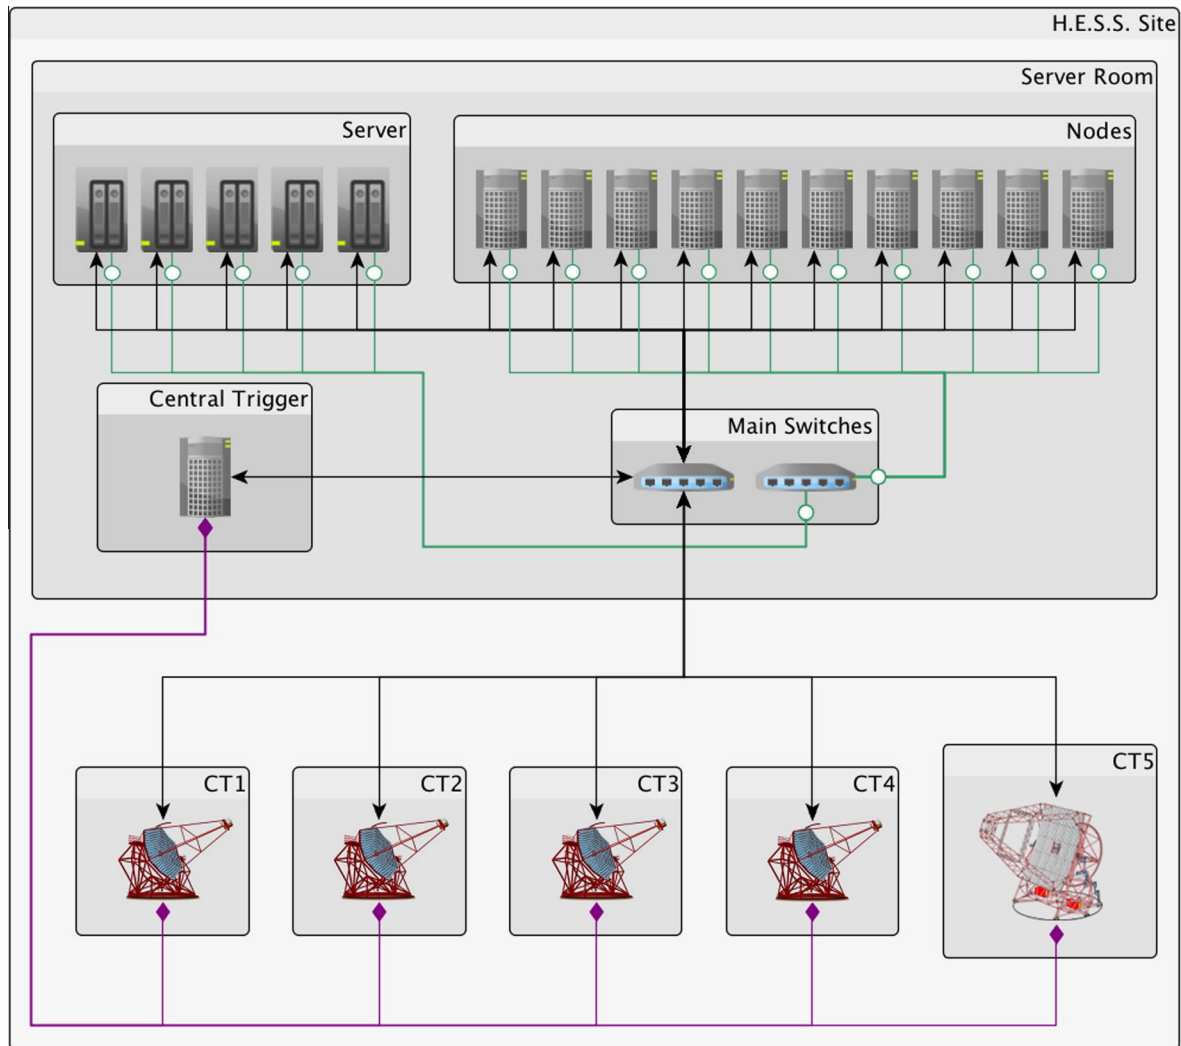 H.E.S.S. Site
Server Room
Server
Nodes
Central Trigger
Main Switches
CT1
CT2
CT3
CT4
CT5